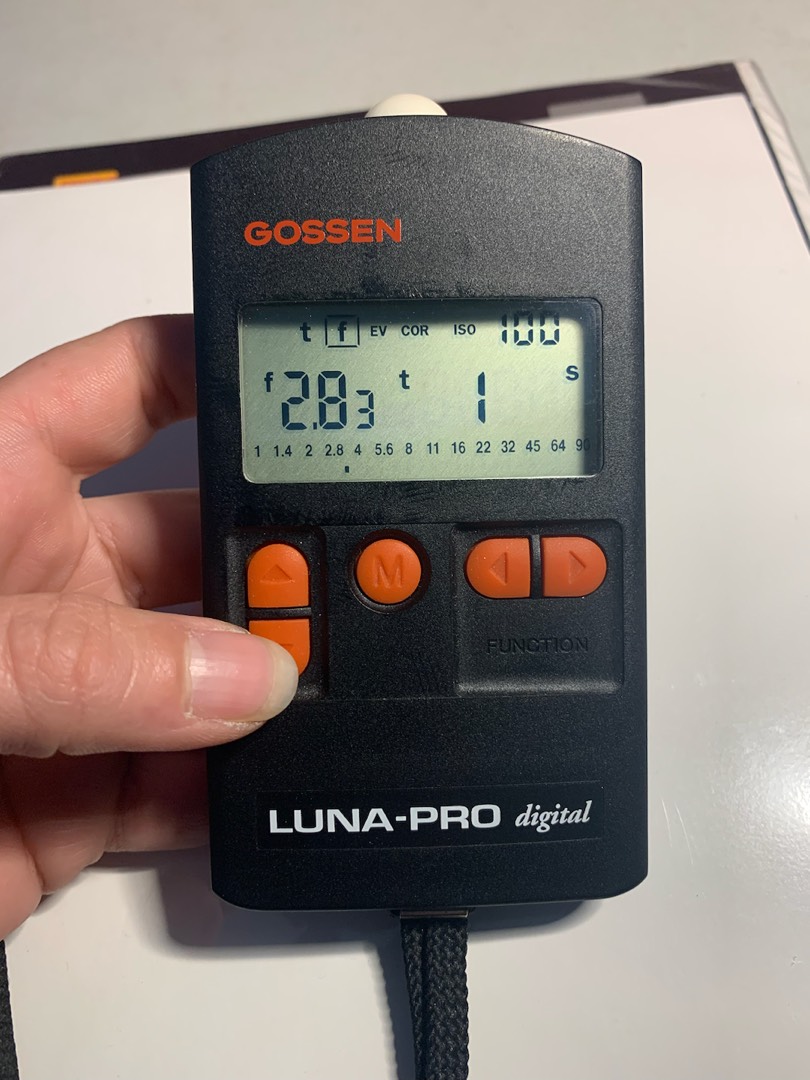 GOSSEN
t f EV COR ISO 100
f 2.8 3 t 1 S
1 1.4 2 2.8 4 5.6 8 11 16 22 32 45 64 90
M
FUNCTION
LUNA-PRO digital